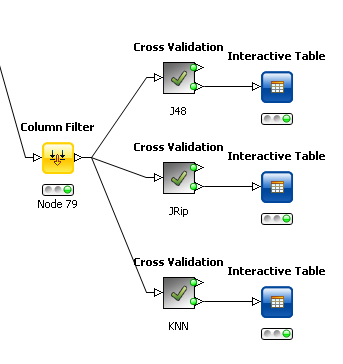 Cross Validation
Interactive Table
J48
Column Filter
Node 79
Cross Validation
Interactive Table
JRip
Cross Validation
Interactive Table
KNN